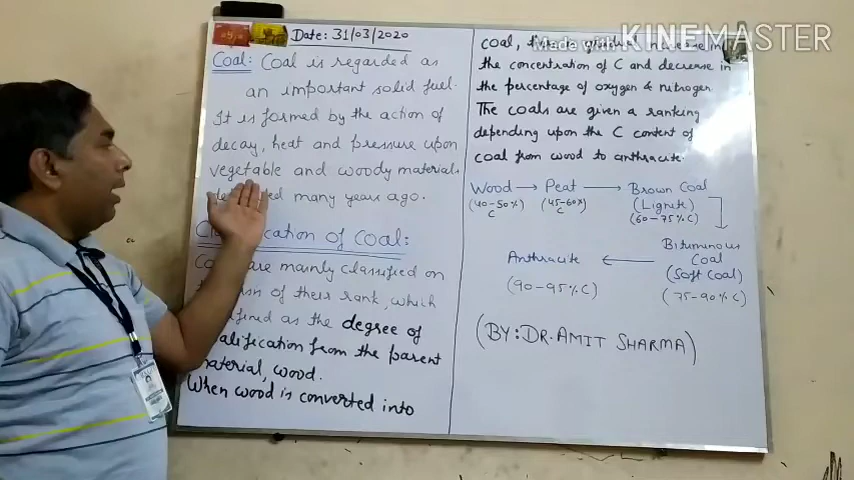 Date: 31/03/2020
Coal: Coal is regarded as
an important solid fuel.
It is formed by the action of
decay, heat and pressure upon
vegetable and woody material
many years ago.
of Coal:
are mainly classified on
of their rank, which
as the degree of
from the parent
material, wood.
When wood is converted into
coal, in
the concentration of C and decrease in
the percentage of oxygen & nitrogen.
The coals are given a ranking
depending upon the C content of
coal from wood to anthracite.
Wood → Peat → Brown Coal
(40-50% C) (45-60% C) (Lignite)
(60-75% C)
Bituminous
Coal
(Soft Coal)
(75-90% C)
Anthracite ←
(90-95% C)
(BY: DR. AMIT SHARMA)
Made with KINEMASTER